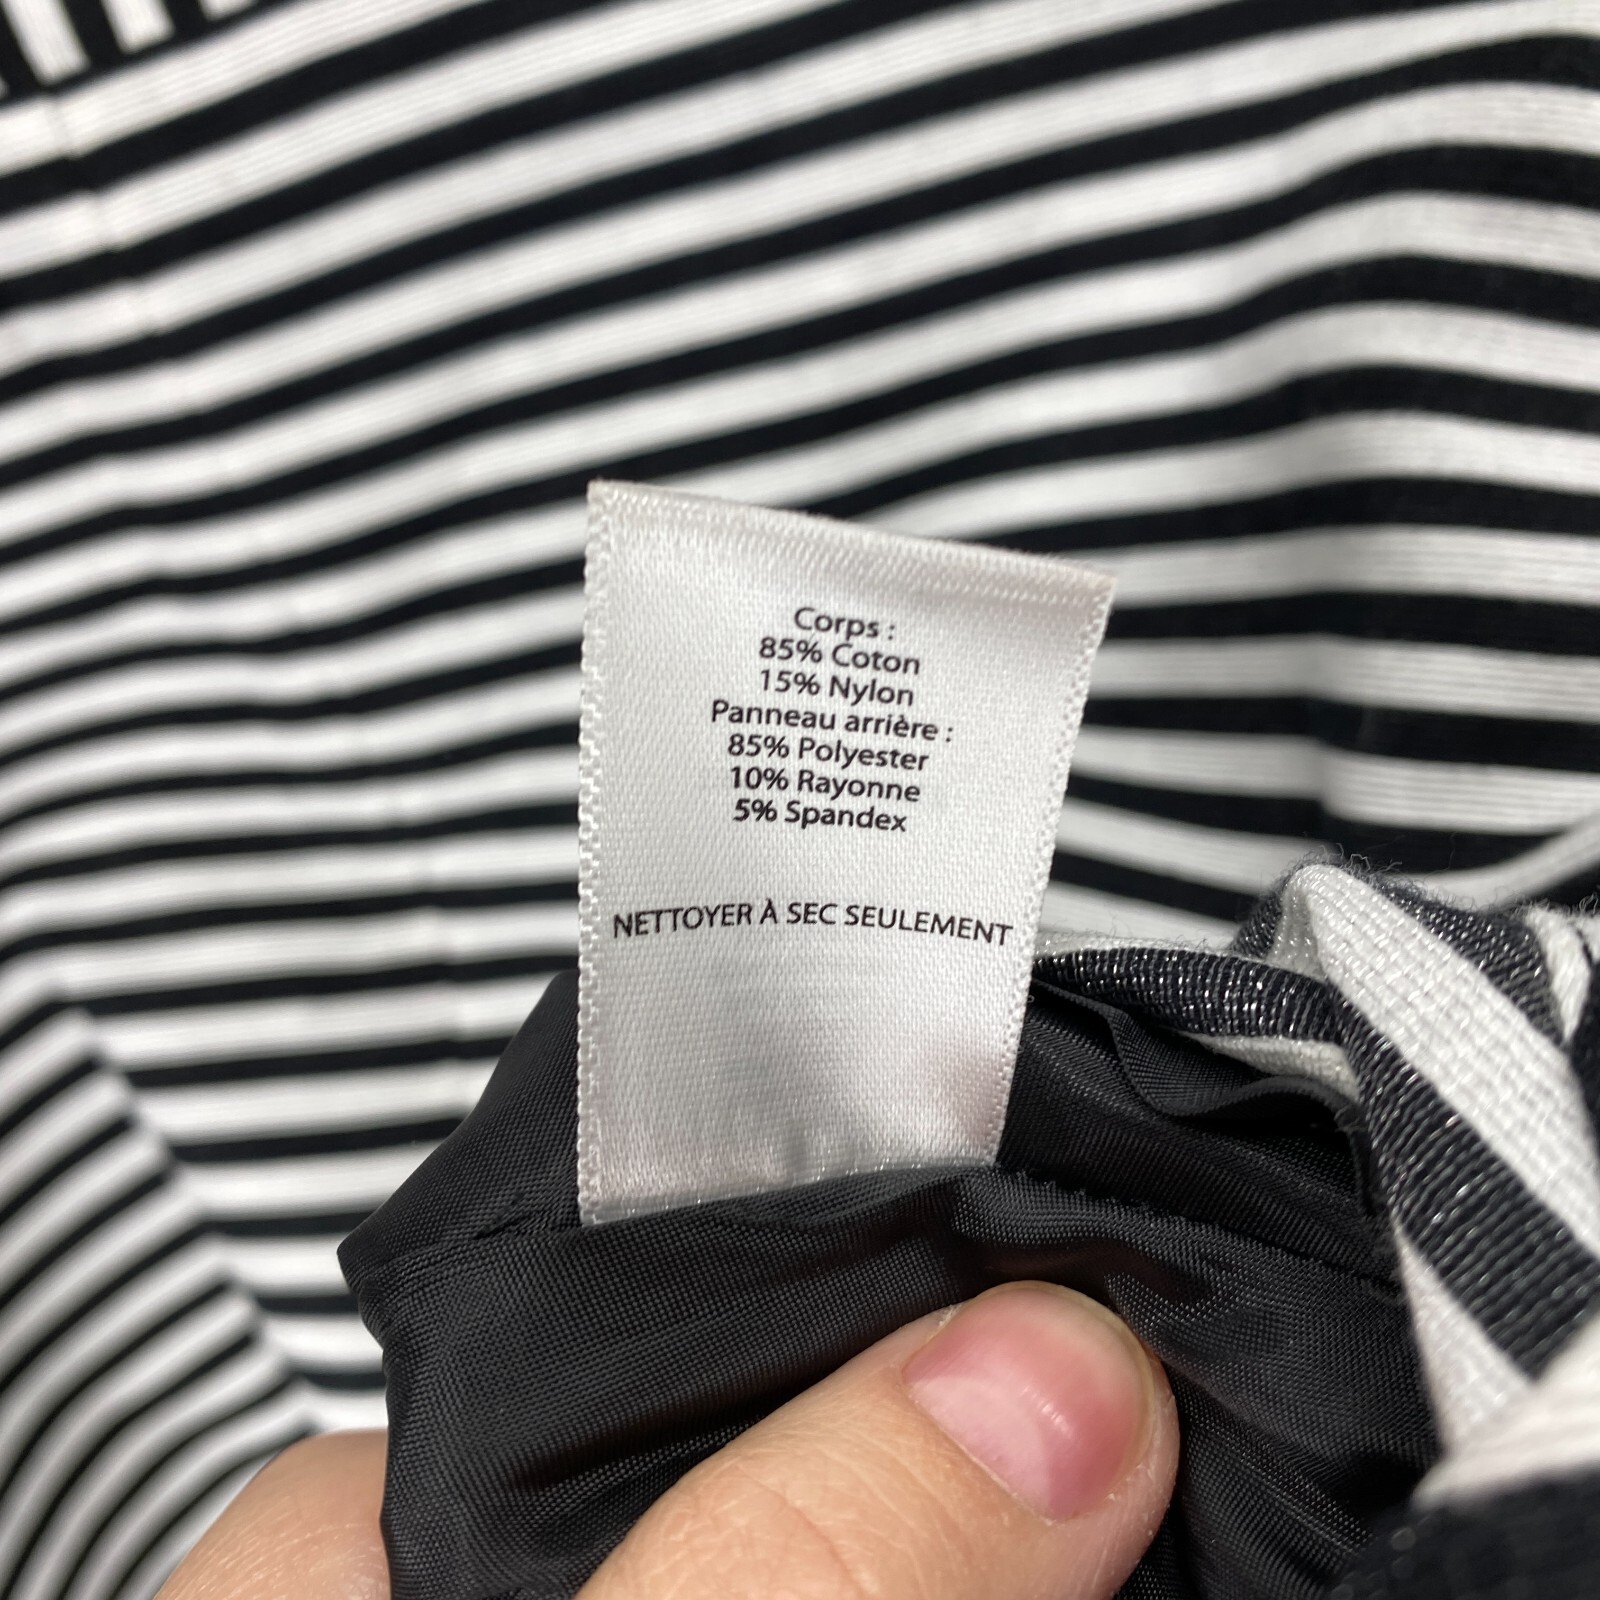 Corps :
85% Coton
15% Nylon
Panneau arrière :
85% Polyester
10% Rayonne
5% Spandex
NETTOYER À SEC SEULEMENT